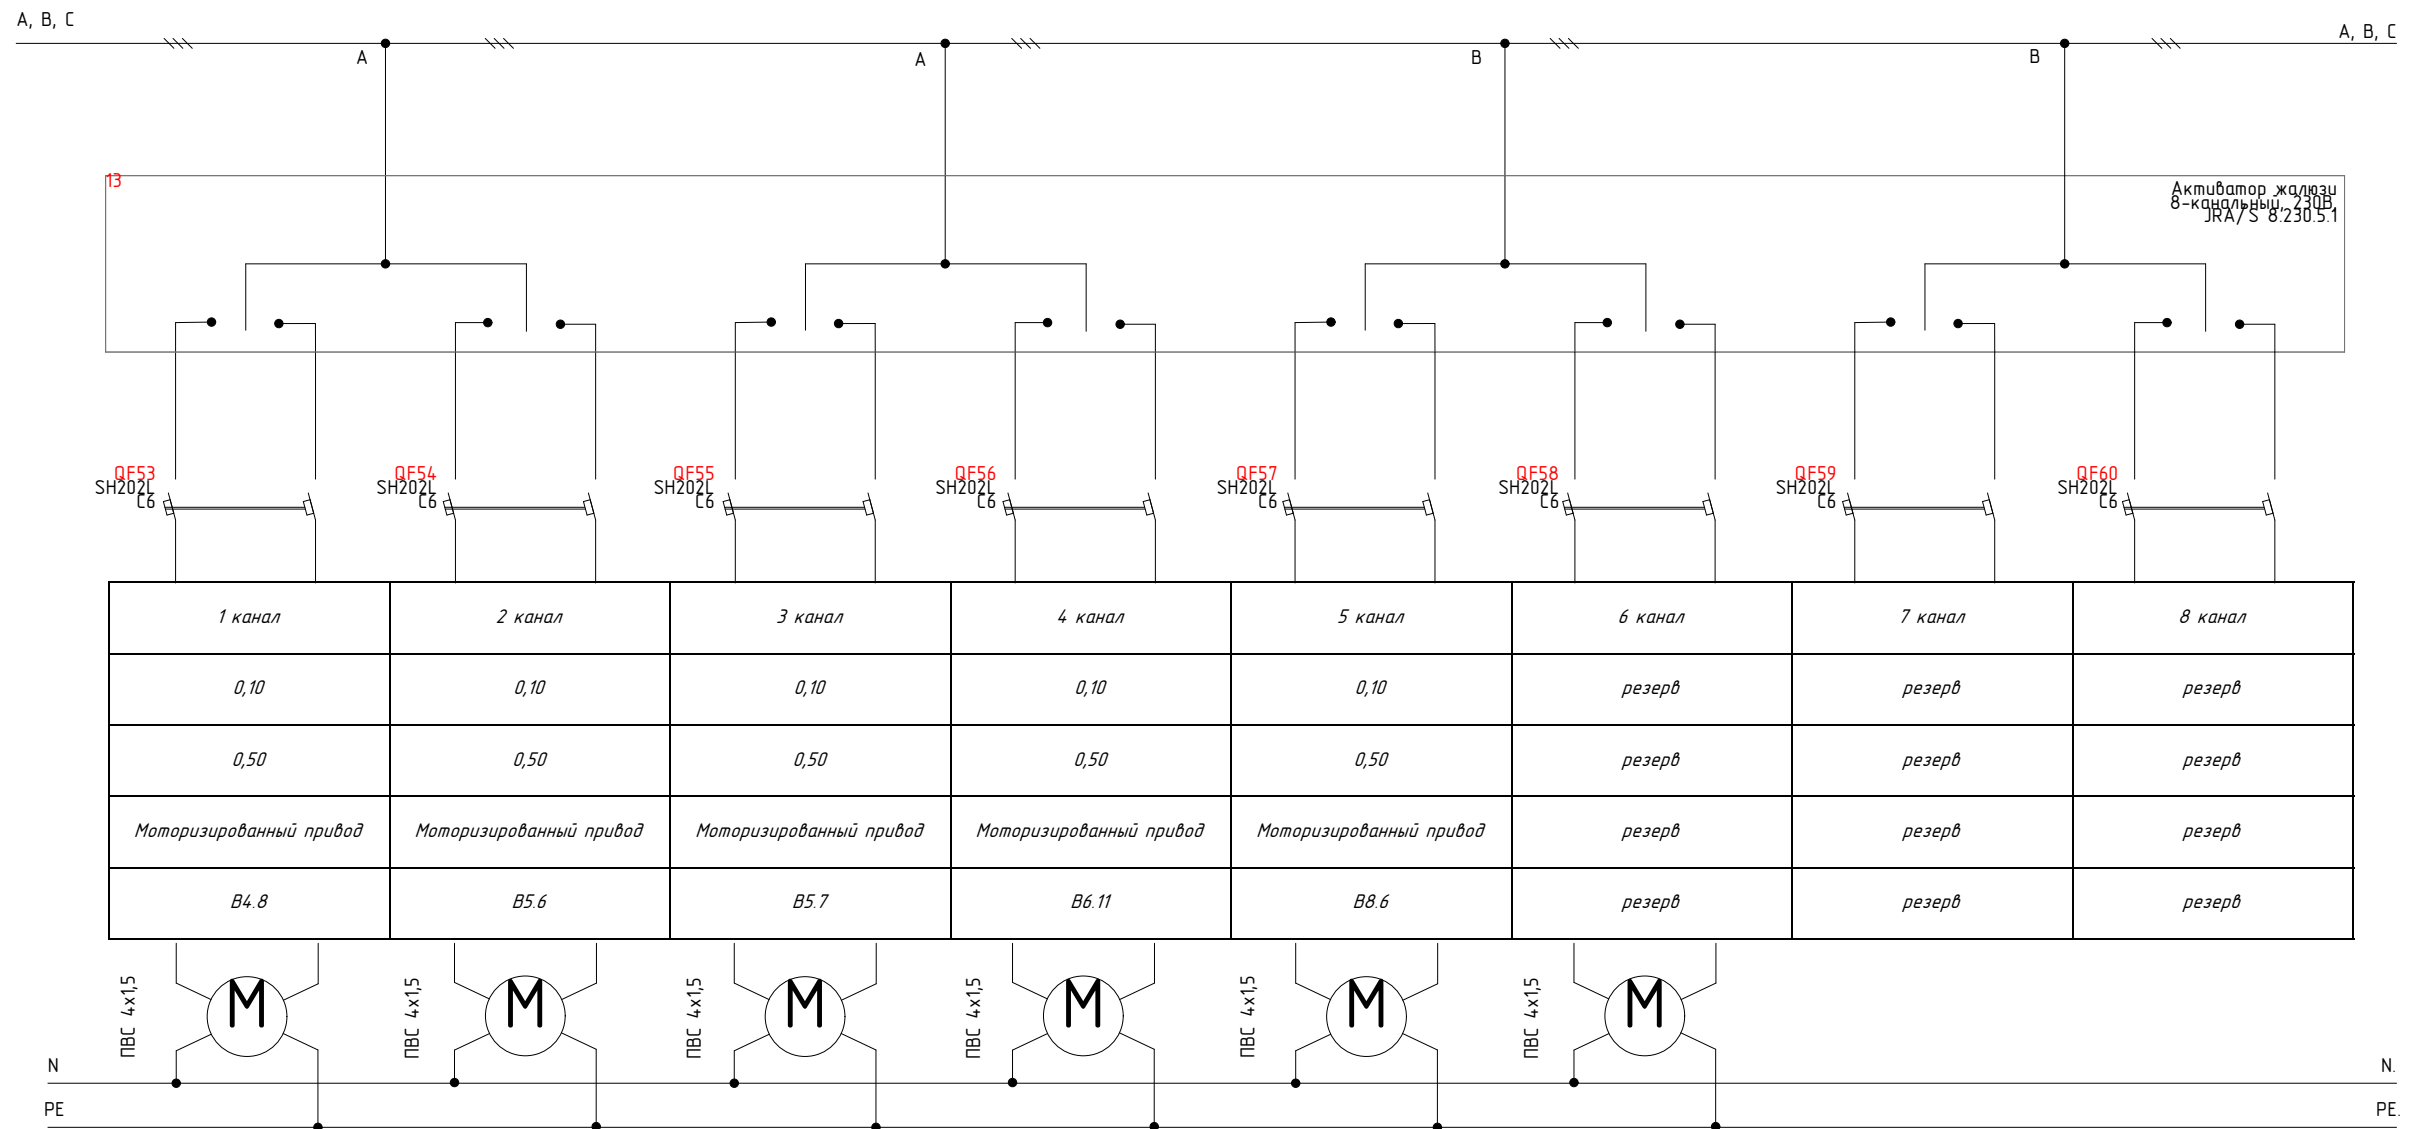 A, B, C
A, B, C
A
A
B
B
13
Активатор жалюзи
8-канальный, 230В,
JRA/S 8.230.5.1
QF53
SH202L
C6
QF54
SH202L
C6
QF55
SH202L
C6
QF56
SH202L
C6
QF57
SH202L
C6
QF58
SH202L
C6
QF59
SH202L
C6
QF60
SH202L
C6
1 канал
2 канал
3 канал
4 канал
5 канал
6 канал
7 канал
8 канал
0,10
0,10
0,10
0,10
0,10
резерв
резерв
резерв
0,50
0,50
0,50
0,50
0,50
резерв
резерв
резерв
Моторизированный привод
Моторизированный привод
Моторизированный привод
Моторизированный привод
Моторизированный привод
резерв
резерв
резерв
В4.8
В5.6
В5.7
В6.11
В8.6
резерв
резерв
резерв
ПВС 4х1,5
M
ПВС 4х1,5
M
ПВС 4х1,5
M
ПВС 4х1,5
M
ПВС 4х1,5
M
ПВС 4х1,5
M
N
N.
PE
PE.